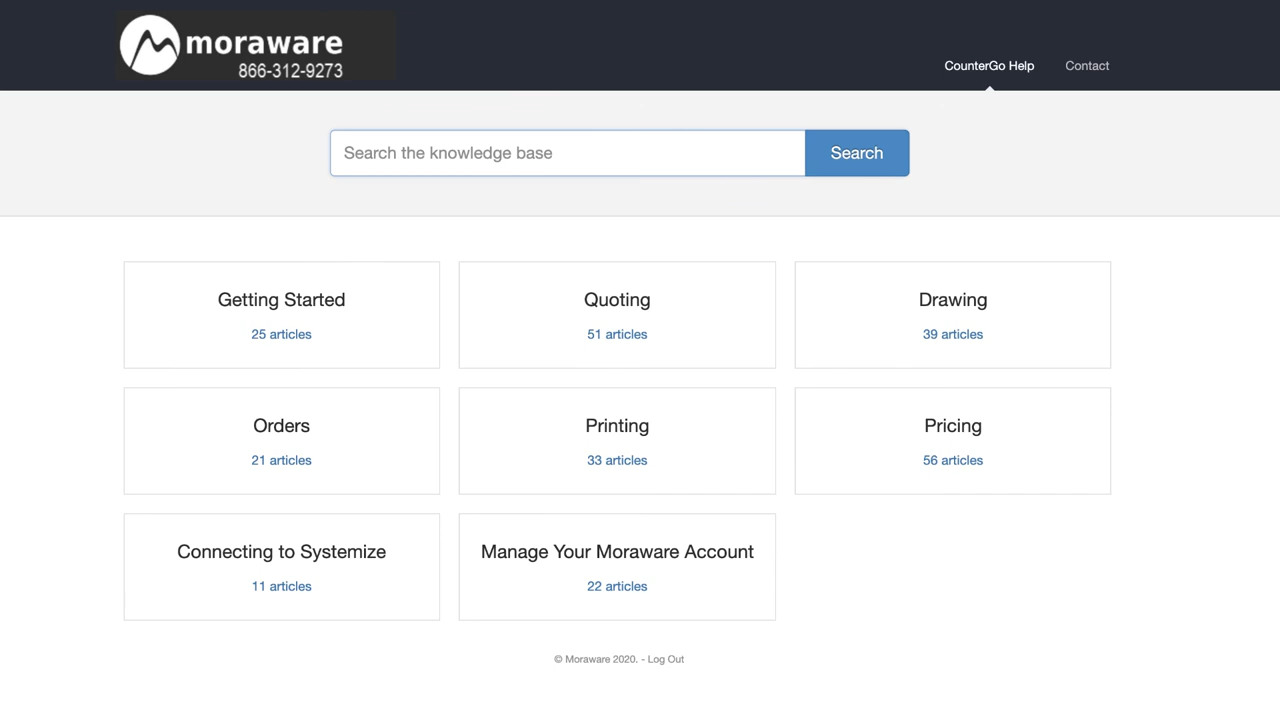 moraware
866-312-9273
CounterGo Help
Contact
Search the knowledge base
Search
Getting Started
25 articles
Quoting
51 articles
Drawing
39 articles
Orders
21 articles
Printing
33 articles
Pricing
56 articles
Connecting to Systemize
11 articles
Manage Your Moraware Account
22 articles
© Moraware 2020. - Log Out